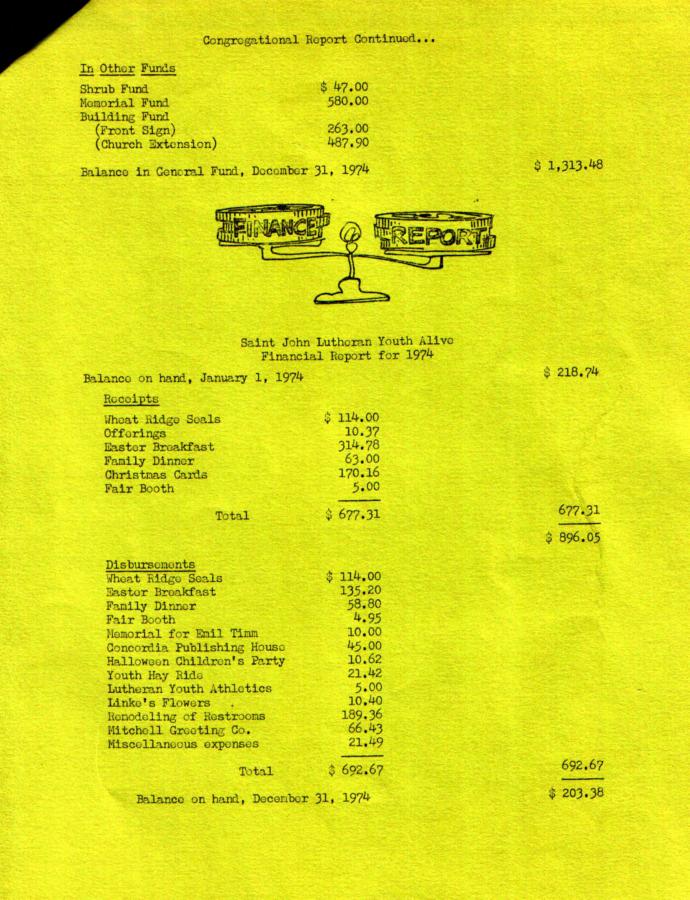 Congregational Report Continued...
In Other Funds
Shrub Fund $ 47.00
Memorial Fund 580.00
Building Fund
(Front Sign) 263.00
(Church Extension) 487.90
Balance in General Fund, December 31, 1974 $ 1,313.48
FINANCE REPORT
Saint John Lutheran Youth Alive
Financial Report for 1974
Balance on hand, January 1, 1974 $ 218.74
Receipts
Wheat Ridge Seals $ 114.00
Offerings 10.37
Easter Breakfast 314.78
Family Dinner 63.00
Christmas Cards 170.16
Fair Booth 5.00
Total $ 677.31 677.31
$ 896.05
Disbursements
Wheat Ridge Seals $ 114.00
Easter Breakfast 135.20
Family Dinner 58.80
Fair Booth 4.95
Memorial for Emil Timm 10.00
Concordia Publishing House 45.00
Halloween Children's Party 10.62
Youth Hay Ride 21.42
Lutheran Youth Athletics 5.00
Linke's Flowers . 10.40
Remodeling of Restrooms 189.36
Mitchell Greeting Co. 66.43
Miscellaneous expenses 21.49
Total $ 692.67 692.67
Balance on hand, December 31, 1974 $ 203.38